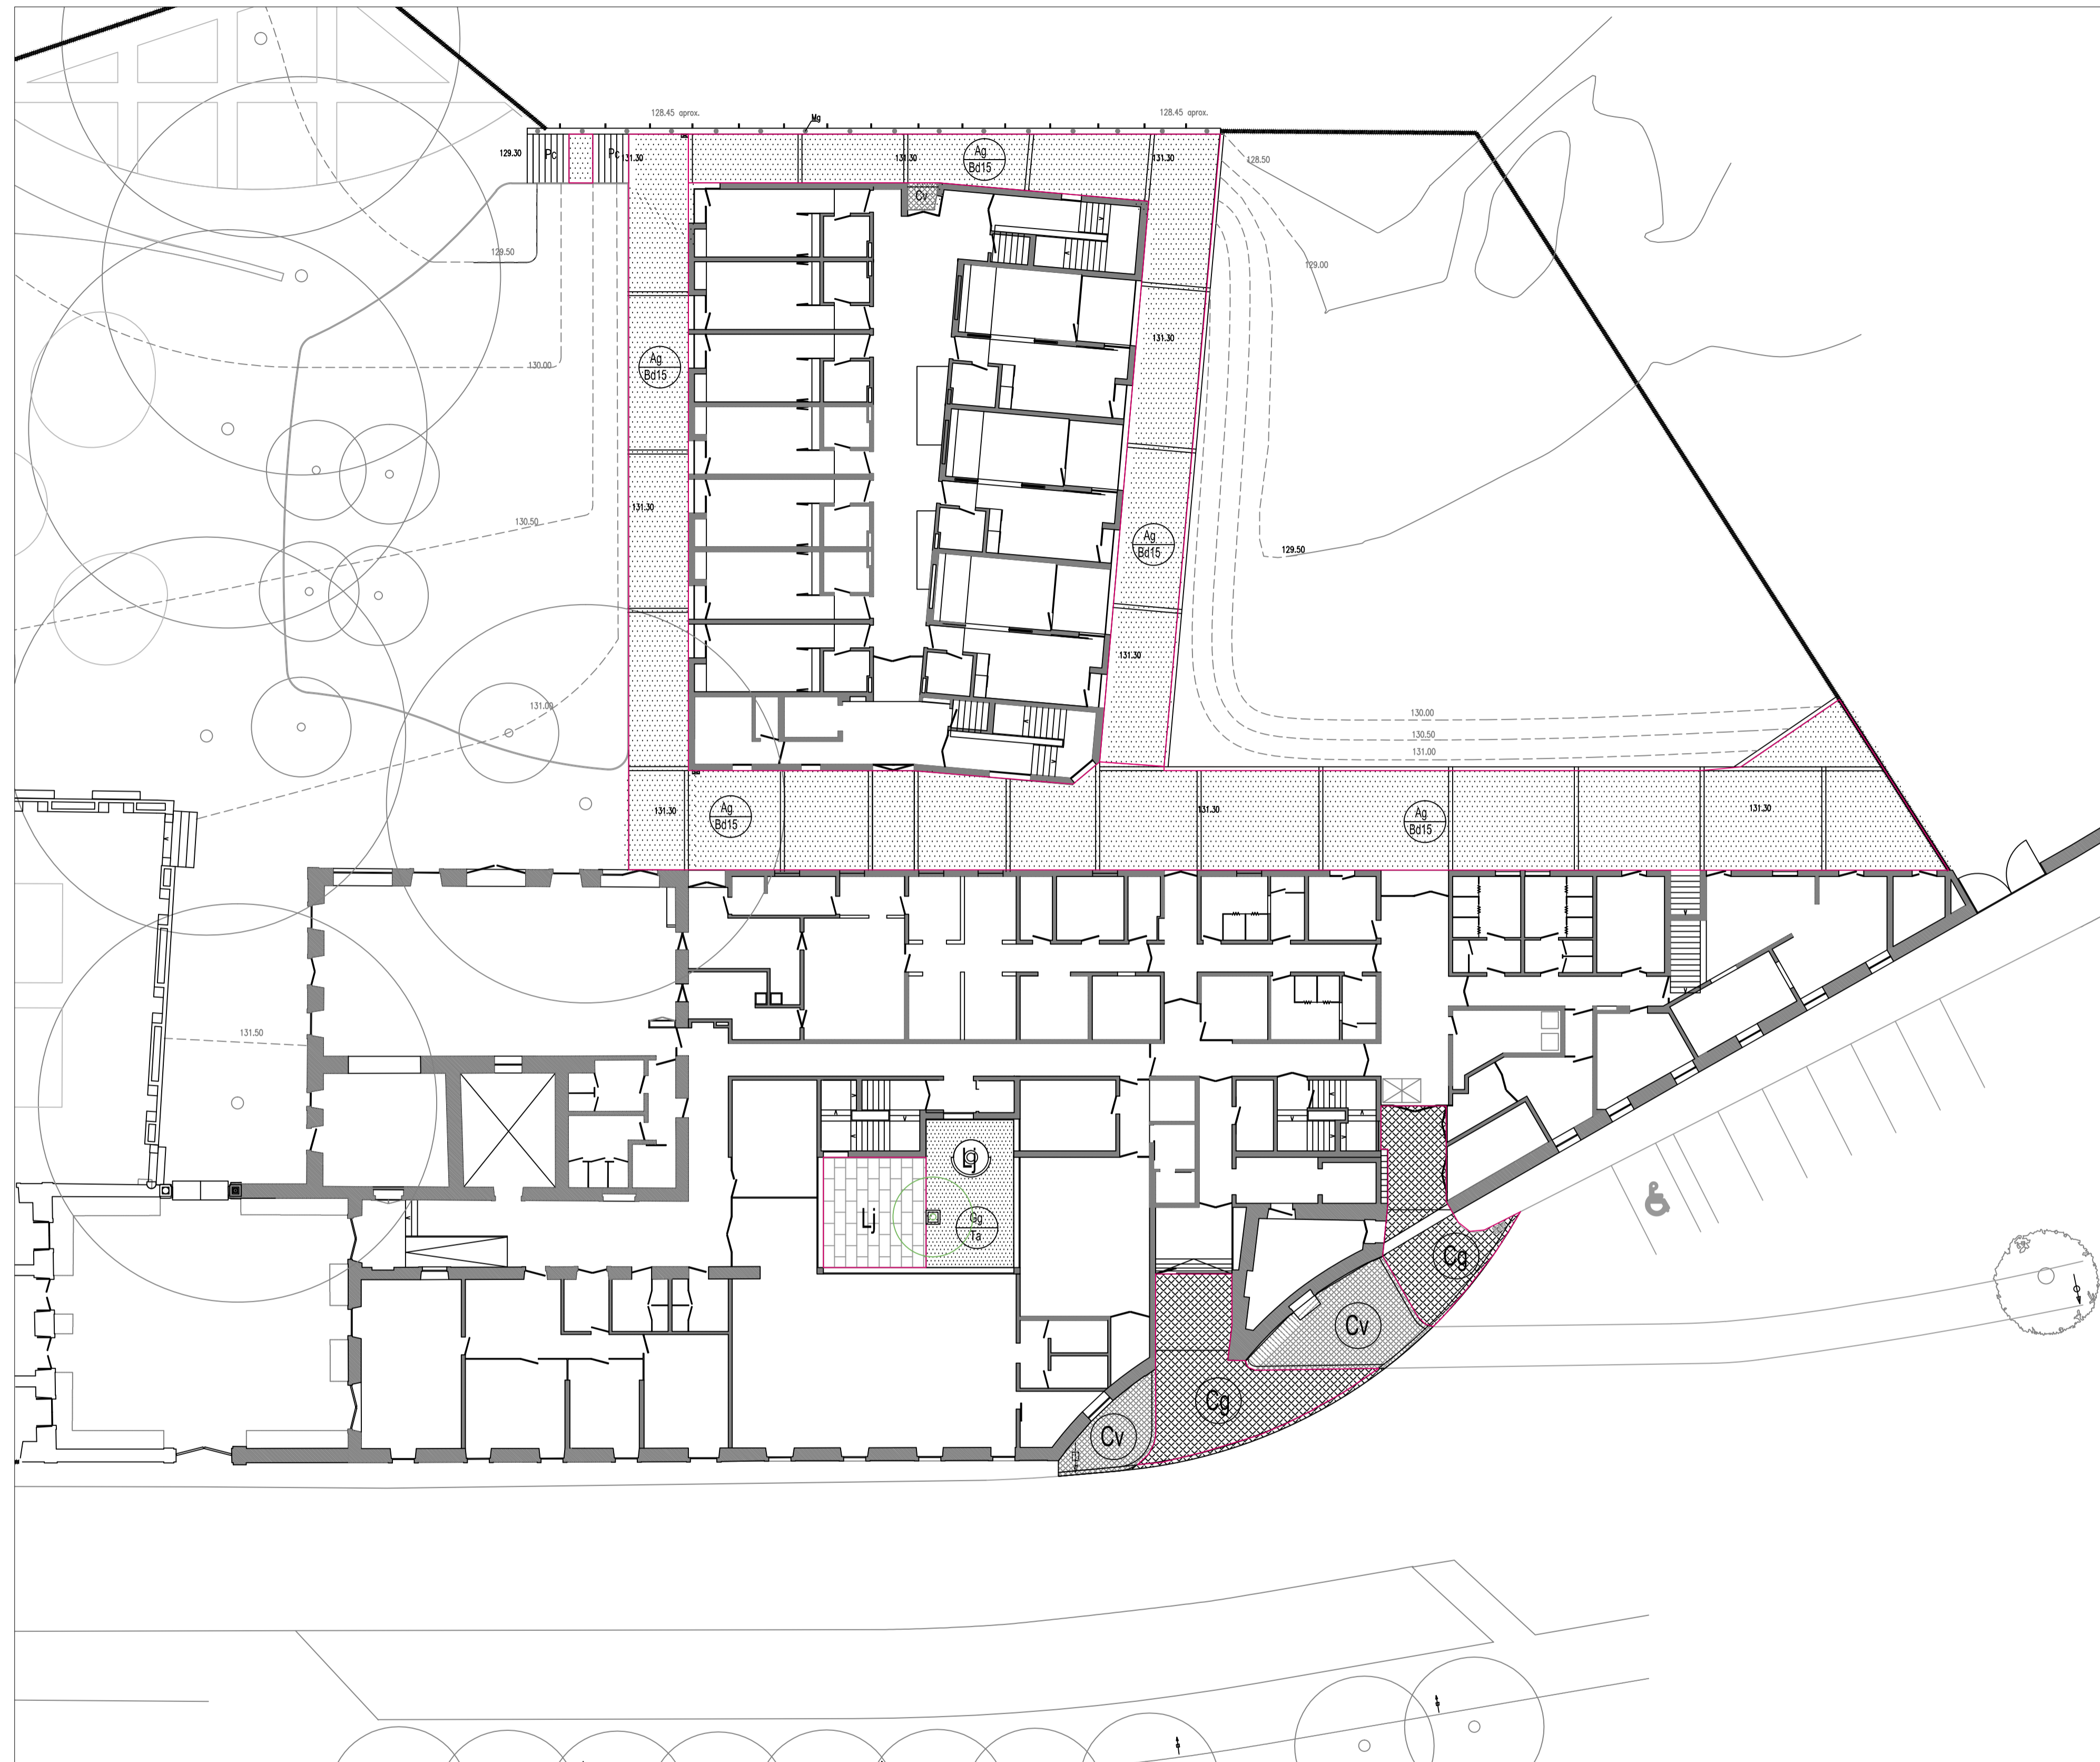 128.45 aprox.
128.45 aprox.
Mg
129.30
Pc
Pc
131.30
131.30
Ag
Bd15
131.30
128.50
Cv
129.50
129.00
131.30
Ag
Bd15
130.00
131.30
130.50
Ag
Bd15
129.50
131.30
131.00
130.00
130.50
131.00
131.30
Ag
Bd15
131.30
Ag
Bd15
131.30
131.50
Lj
Lj
Gg
Ta
Cg
Cv
Cg
Cv